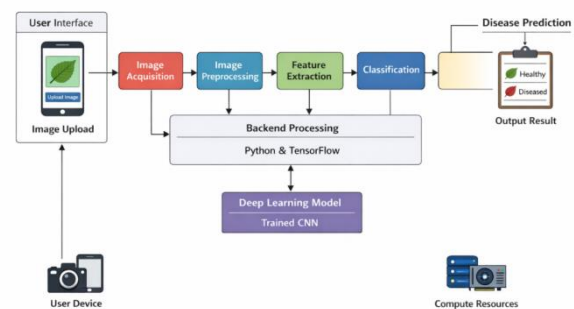 User Interface
Upload Image
Image Upload
Image
Acquisition
Image
Preprocessing
Feature
Extraction
Classification
Disease Prediction
Healthy
Diseased
Output Result
Backend Processing
Python & TensorFlow
Deep Learning Model
Trained CNN
User Device
Compute Resources